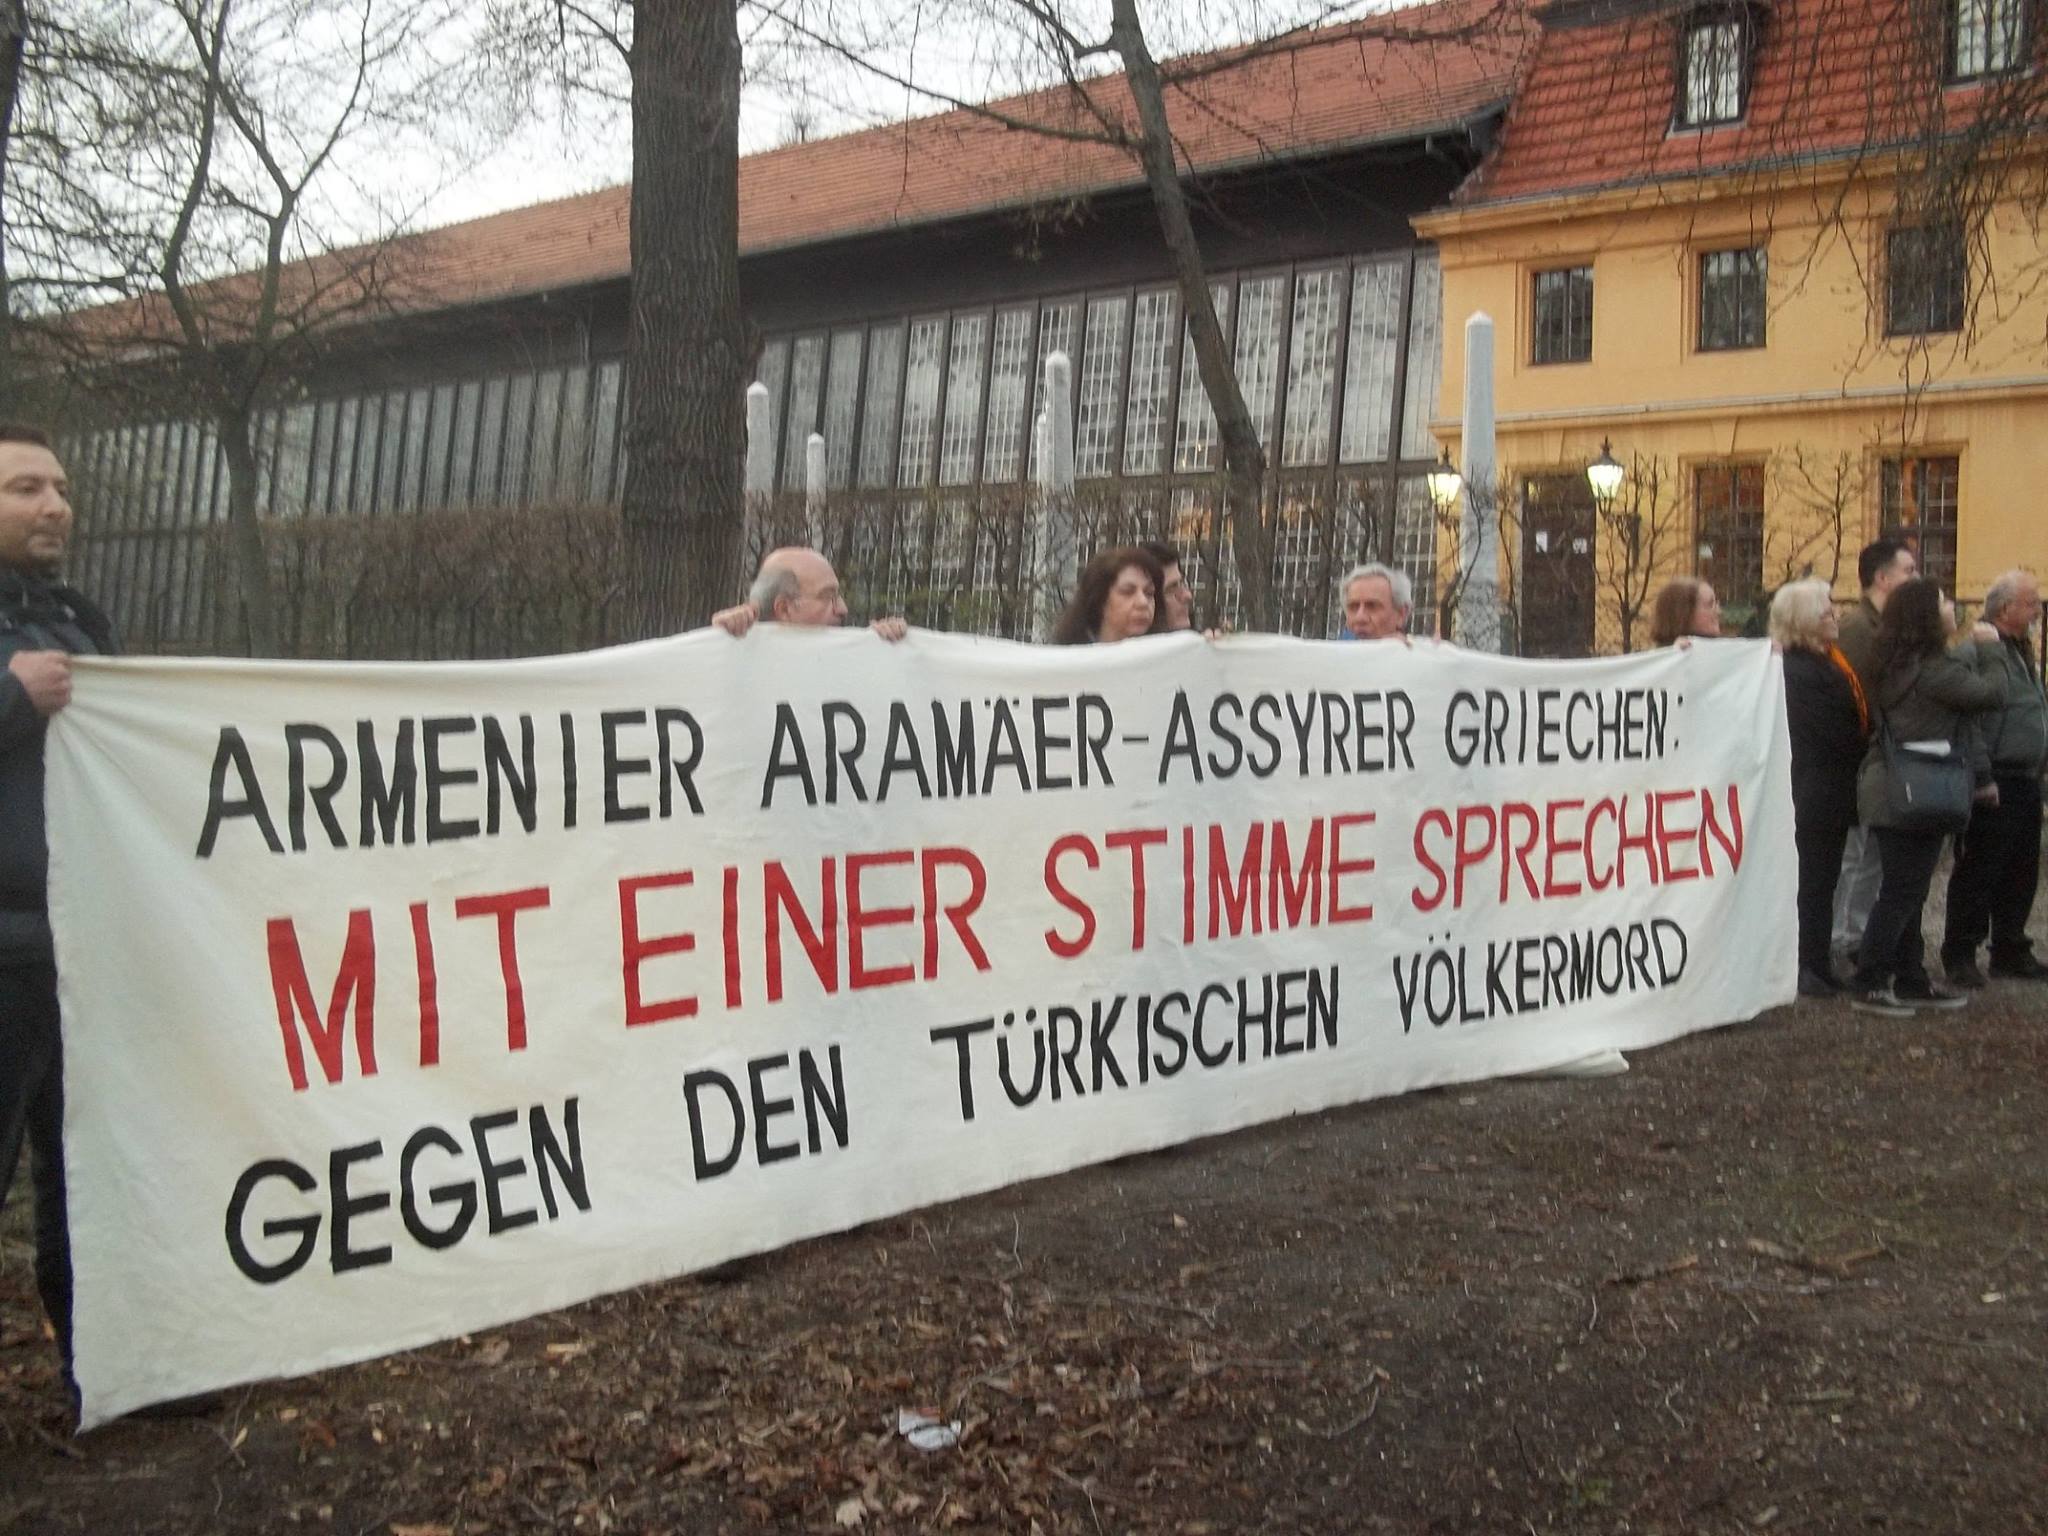 ARMENIER ARAMÄER-ASSYRER GRIECHEN:
MIT EINER STIMME SPRECHEN
GEGEN DEN TÜRKISCHEN VÖLKERMORD